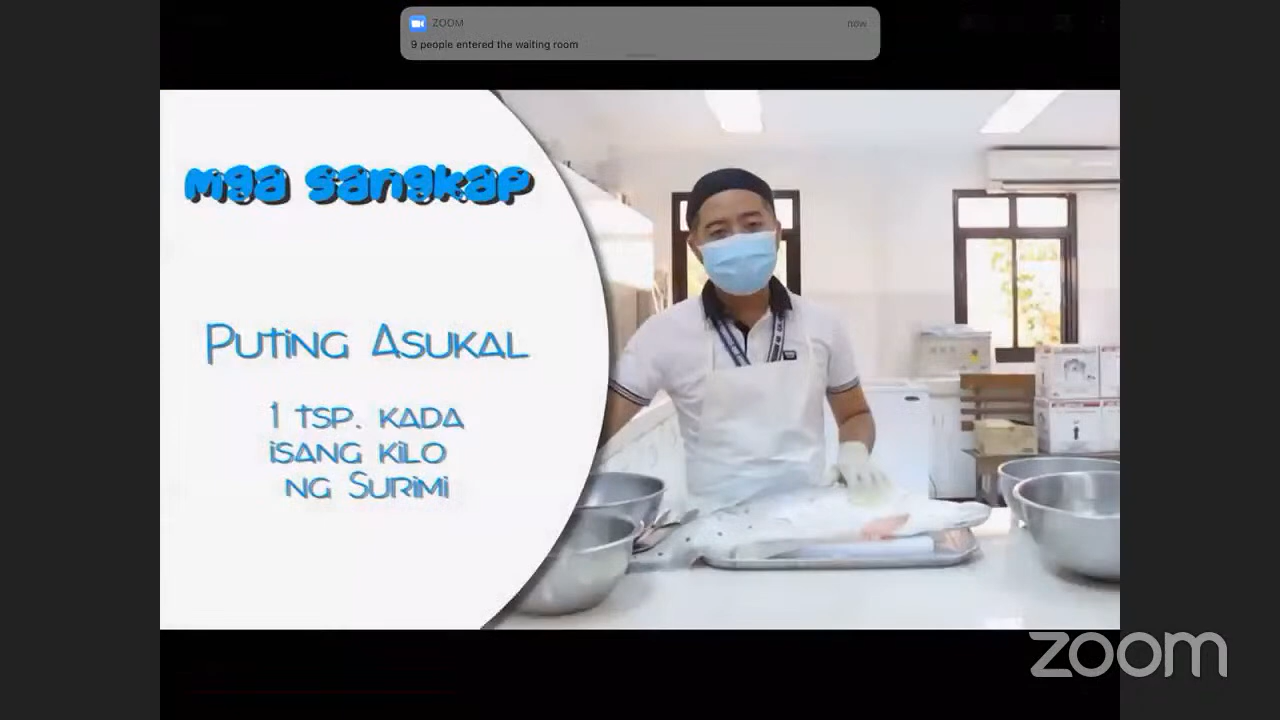 ZOOM
now
9 people entered the waiting room
mga sangkap
Puting Asukal
1 tsp. kada
isang kilo
ng Surimi
zoom